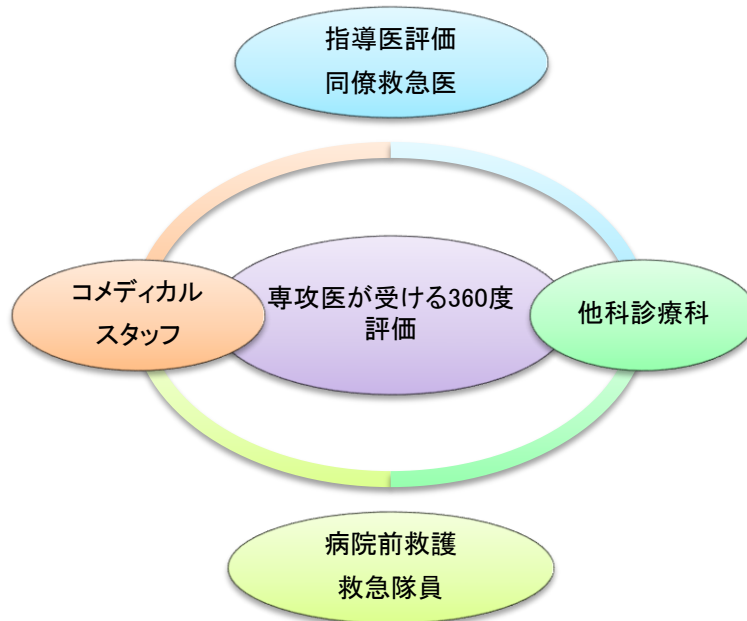 指導医評価
同僚救急医
コメディカル
スタッフ
専攻医が受ける360度
評価
他科診療科
病院前救護
救急隊員